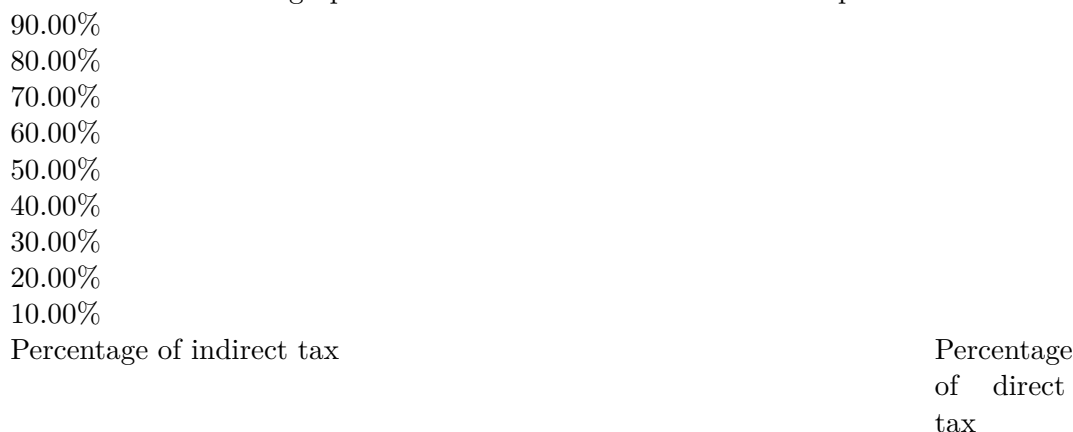 90.00%
80.00%
70.00%
60.00%
50.00%
40.00%
30.00%
20.00%
10.00%
Percentage of indirect tax
Percentage
of direct
tax